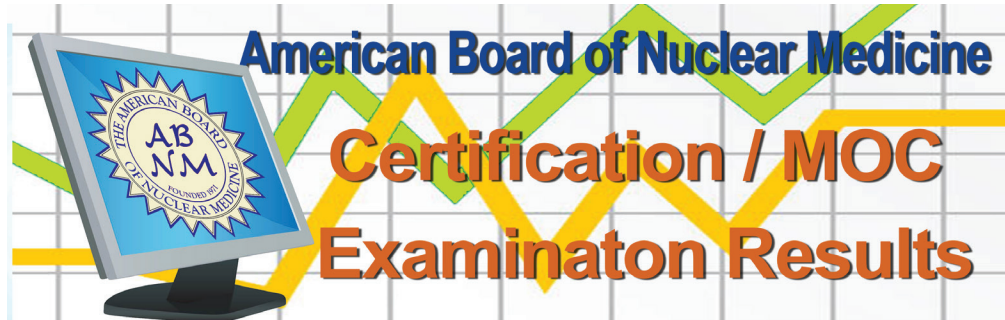 American Board of Nuclear Medicine
Certification / MOC
Examinaton Results
THE AMERICAN BOARD
OF NUCLEAR MEDICINE
AB
NM
FOUNDED 1971